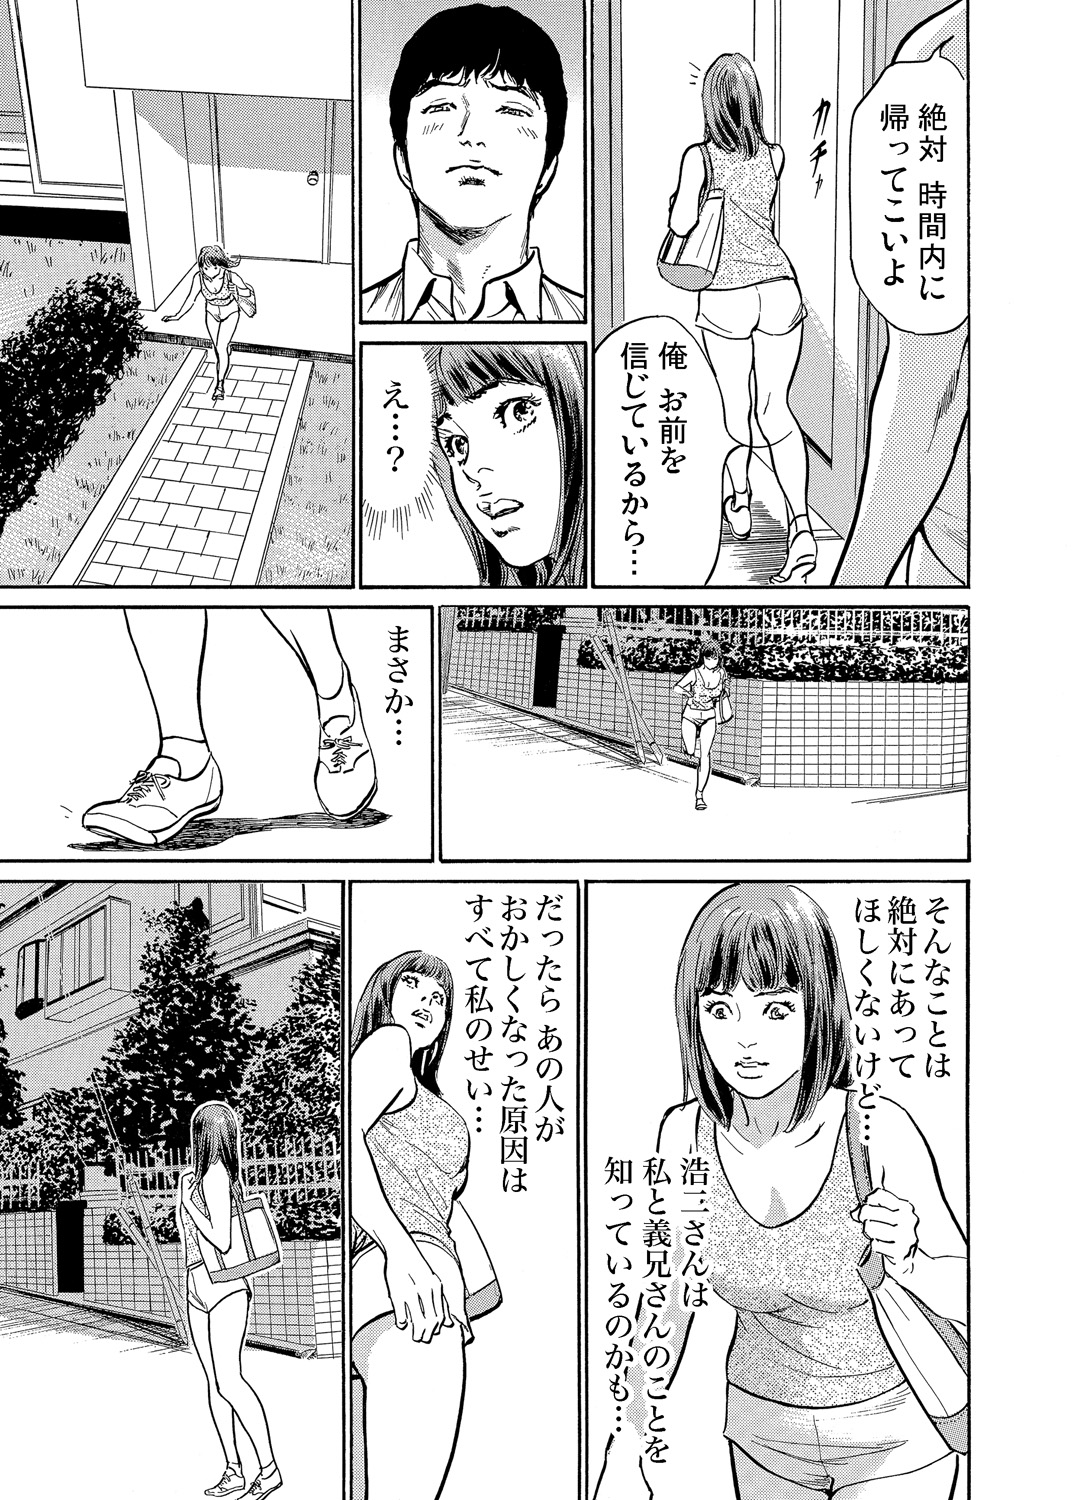 絶対 時間内に
帰ってこいよ
ガチャ
俺 お前を
信じているから…
え…?
まさか…
そんなことは
絶対にあって
ほしくないけど…
浩三さんは
私と義兄さんのことを
知っているのかも…
だったら あの人が
おかしくなった原因は
すべて私のせい…